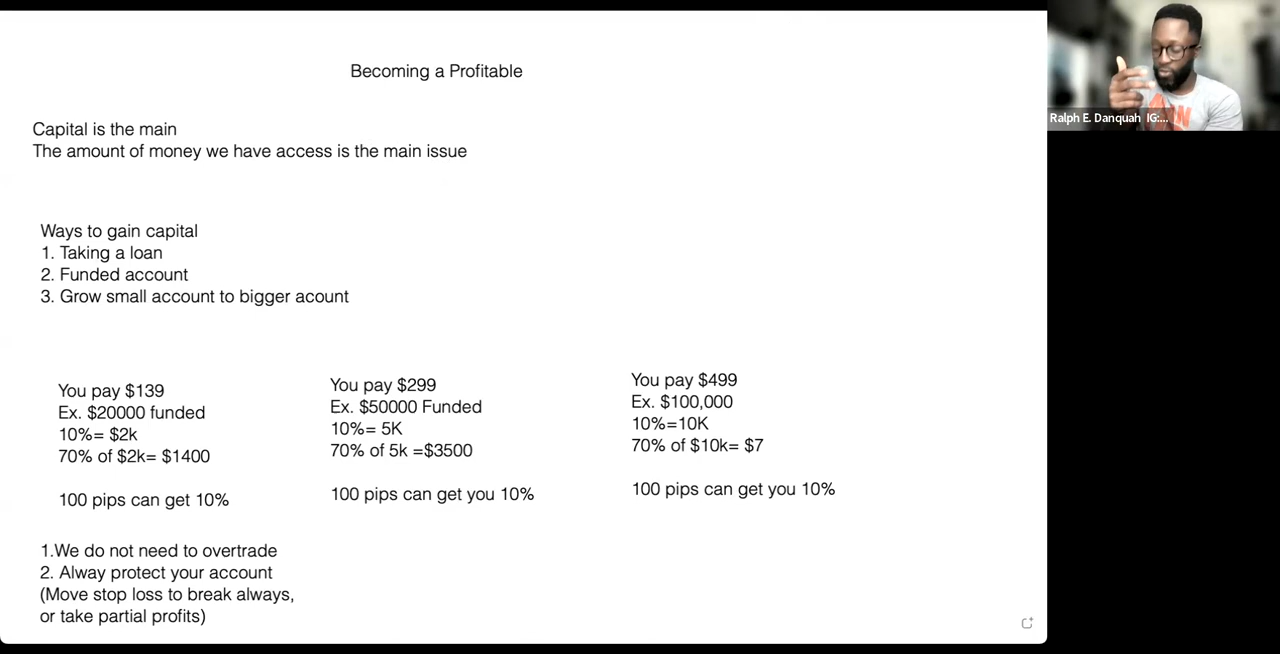 Becoming a Profitable
Capital is the main
The amount of money we have access is the main issue
Ways to gain capital
1. Taking a loan
2. Funded account
3. Grow small account to bigger acount
You pay $139
Ex. $20000 funded
10%= $2k
70% of $2k= $1400
100 pips can get 10%
You pay $299
Ex. $50000 Funded
10%= 5K
70% of 5k =$3500
100 pips can get you 10%
You pay $499
Ex. $100,000
10%=10K
70% of $10k= $7
100 pips can get you 10%
1.We do not need to overtrade
2. Alway protect your account
(Move stop loss to break always,
or take partial profits)
Ralph E. Danquah IG:...